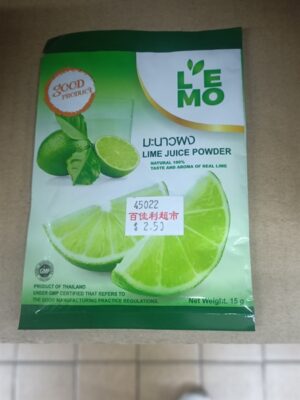 GOOD
PRODUCT
L'E
MO
มะนาวผง
LIME JUICE POWDER
NATURAL 100%
TASTE AND AROMA OF REAL LIME
45022
百佳利超市
$ 2.50
GMP
PRODUCT OF THAILAND
UNDER GMP CERTIFIED THAT REFERS TO
THE GOOD MANUFACTURING PRACTICE REGULATIONS.
Net Weight. 15 g